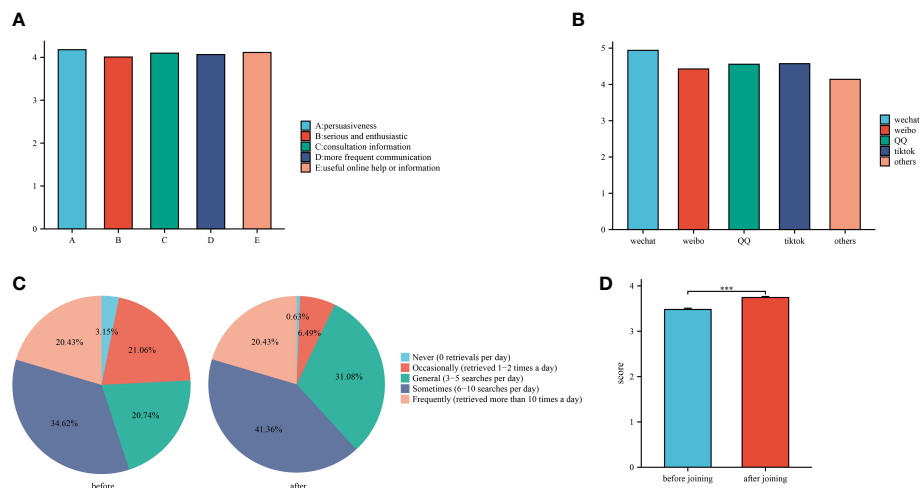 A
4
3
2
1
0
A
B
C
D
E
A:persuasiveness
B:serious and enthusiastic
C:consultation information
D:more frequent communication
E:useful online help or information
B
5
4
3
2
1
0
wechat
weibo
QQ
tiktok
others
wechat
weibo
QQ
tiktok
others
C
3.15%
21.06%
20.74%
34.62%
20.43%
before
0.63%
6.49%
31.08%
41.36%
20.43%
after
Never (0 retrievals per day)
Occasionally (retrieved 1−2 times a day)
General (3−5 searches per day)
Sometimes (6−10 searches per day)
Frequently (retrieved more than 10 times a day)
D
score
4
3
2
1
0
***
before joining
after joining